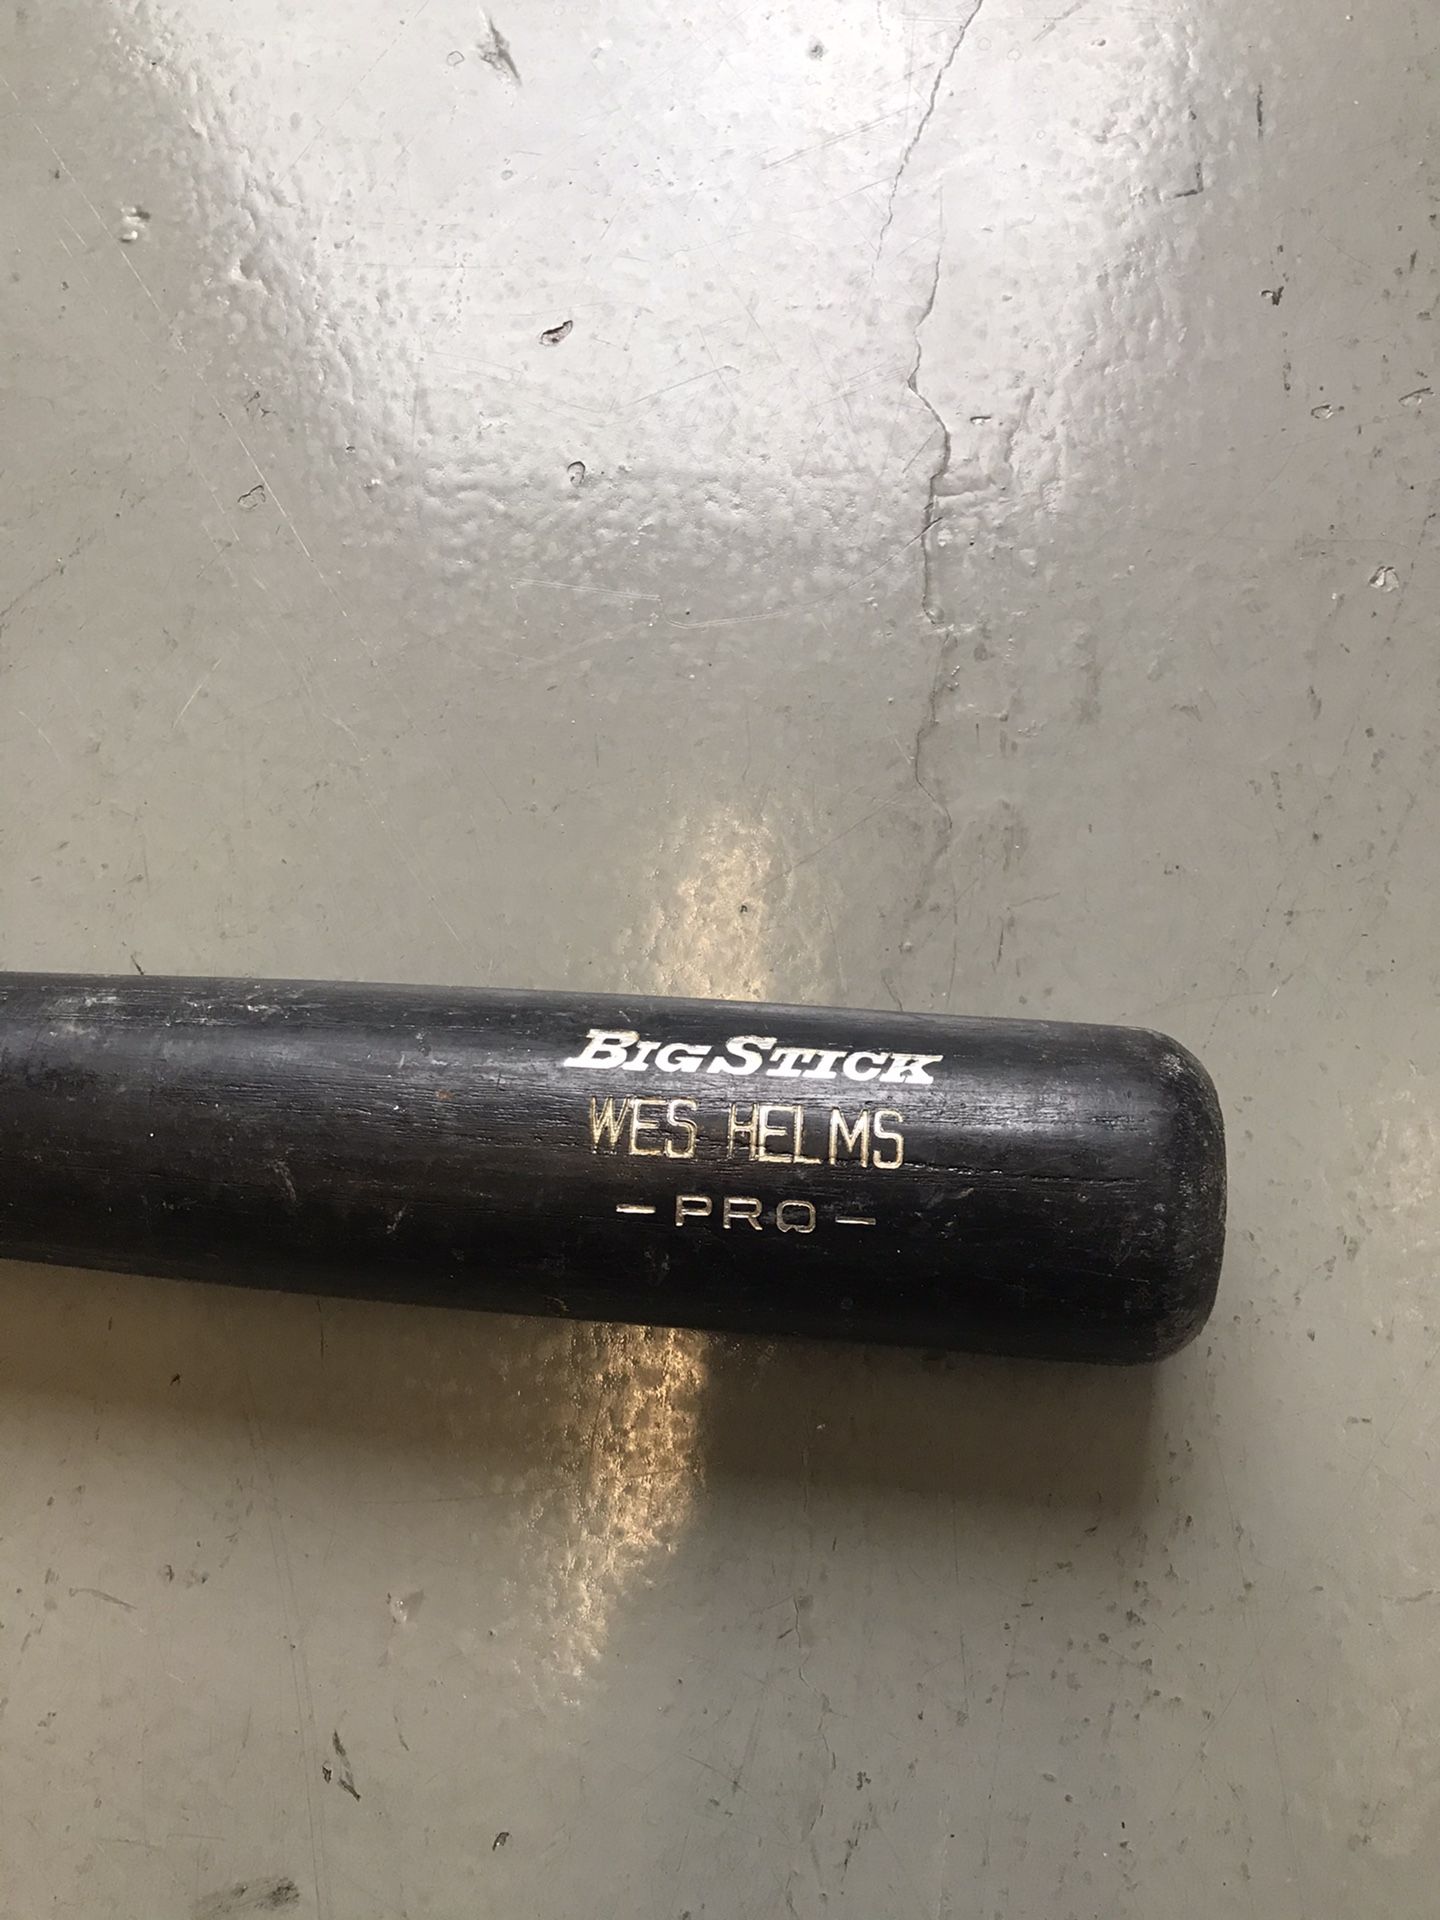 BIGSTICK
WES HELMS
- PRO -